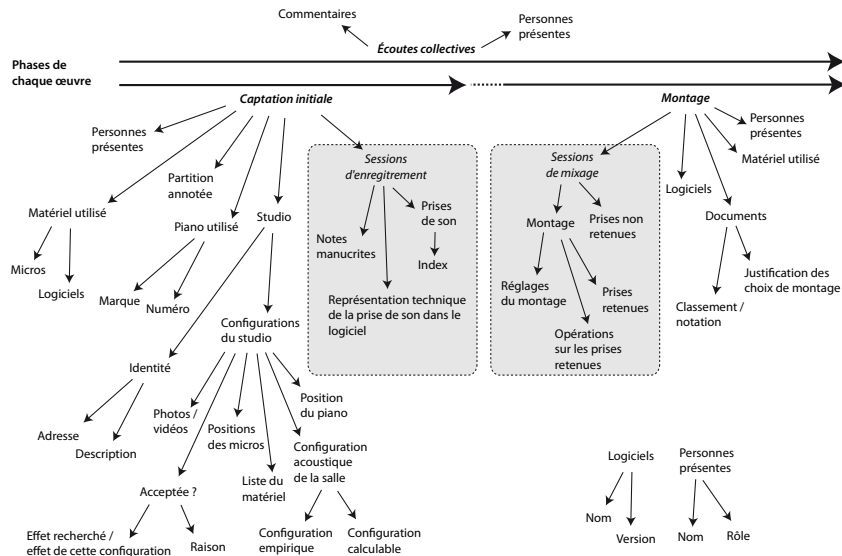 Commentaires
Personnes
présentes
Écoutes collectives
Phases de
chaque œuvre
Captation initiale
Montage
Personnes
présentes
Partition
annotée
Matériel utilisé
Piano utilisé
Studio
Micros
Logiciels
Marque
Numéro
Sessions
d'enregitrement
Prises
de son
Notes
manucrites
Index
Représentation technique
de la prise de son dans le
logiciel
Sessions
de mixage
Montage
Prises non
retenues
Réglages
du montage
Prises
retenues
Opérations
sur les prises
retenues
Personnes
présentes
Matériel utilisé
Logiciels
Documents
Justification des
choix de montage
Classement /
notation
Configurations
du studio
Identité
Adresse
Description
Photos /
vidéos
Positions
des micros
Position
du piano
Liste du
matériel
Configuration
acoustique
de la salle
Acceptée ?
Effet recherché /
effet de cette configuration
Raison
Configuration
empirique
Configuration
calculable
Logiciels
Nom
Version
Personnes
présentes
Nom
Rôle